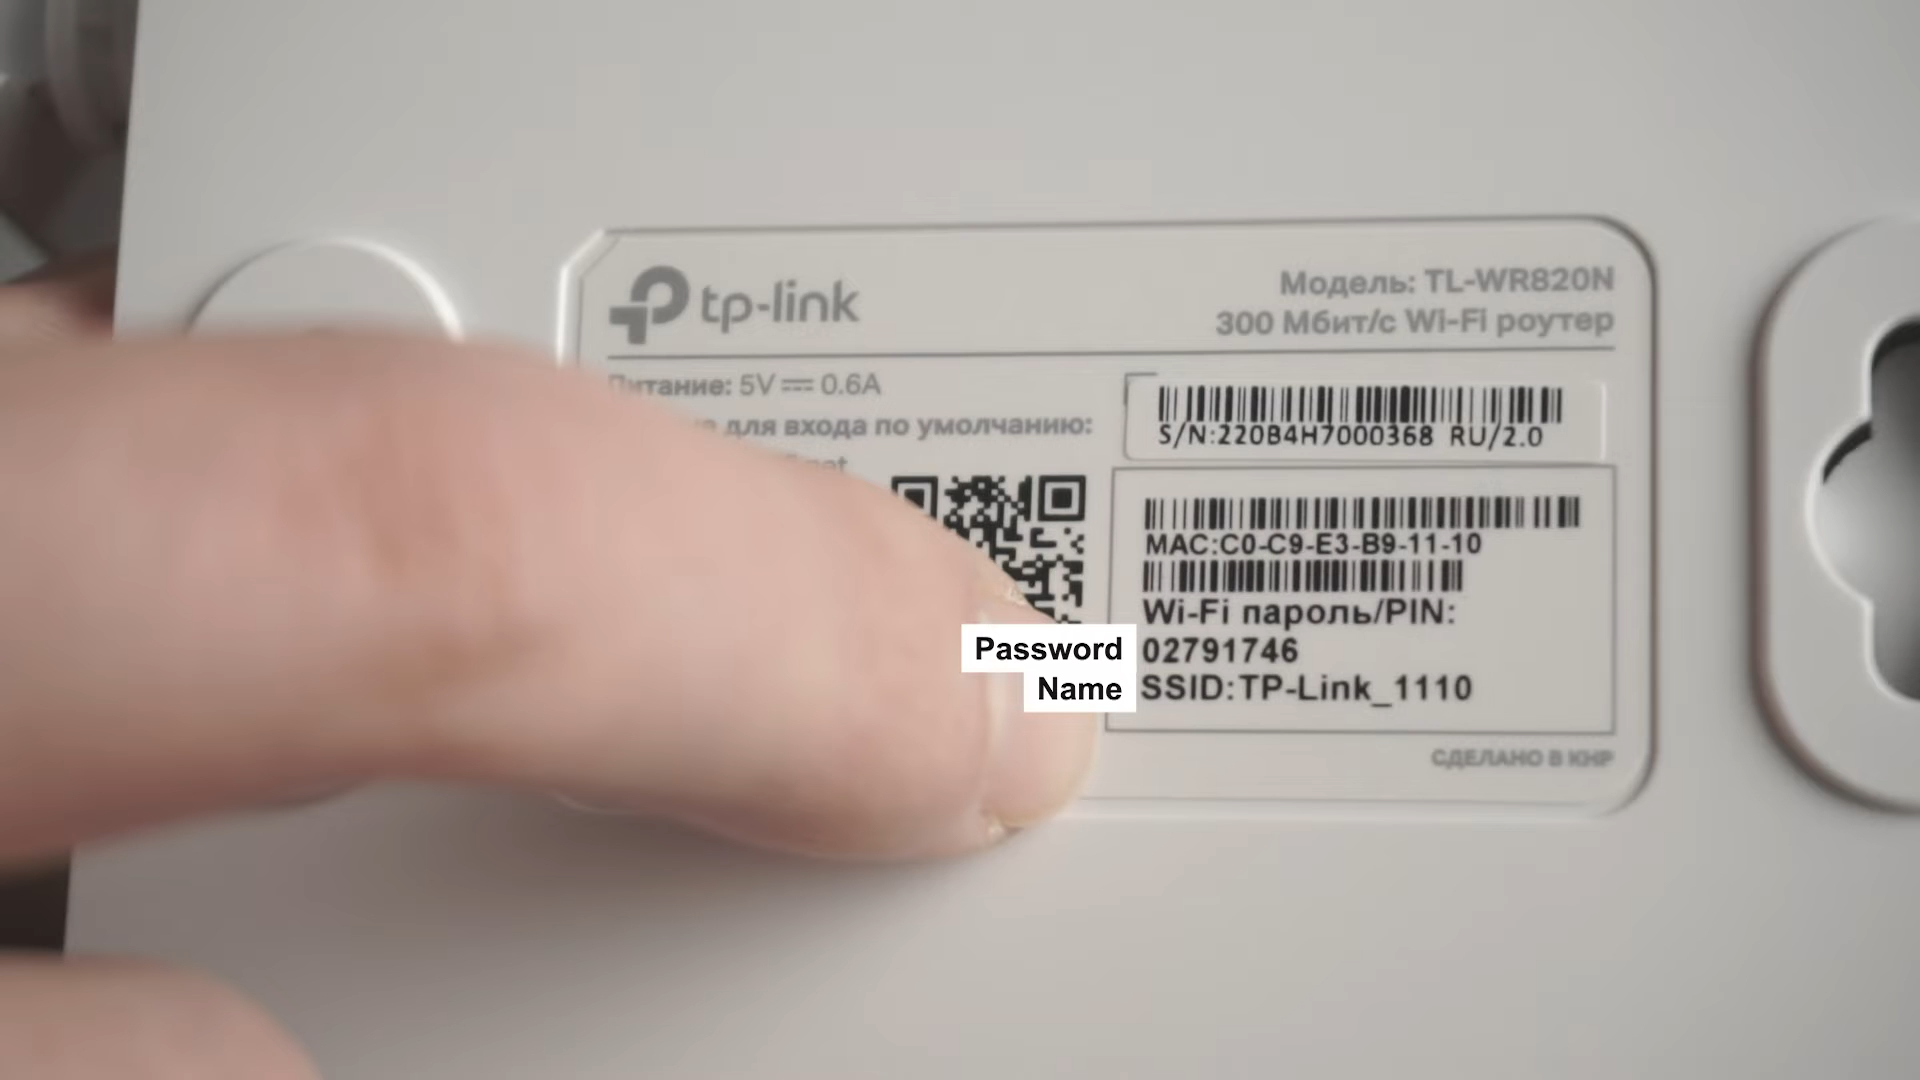 tp-link
Модель: TL-WR820N
300 Мбит/с Wi-Fi роутер
Питание: 5V 0.6A
для входа по умолчанию:
S/N:220B4H7000368 RU/2.0
MAC:C0-C9-E3-B9-11-10
Wi-Fi пароль/PIN:
Password 02791746
Name SSID:TP-Link_1110
СДЕЛАНО В КНР